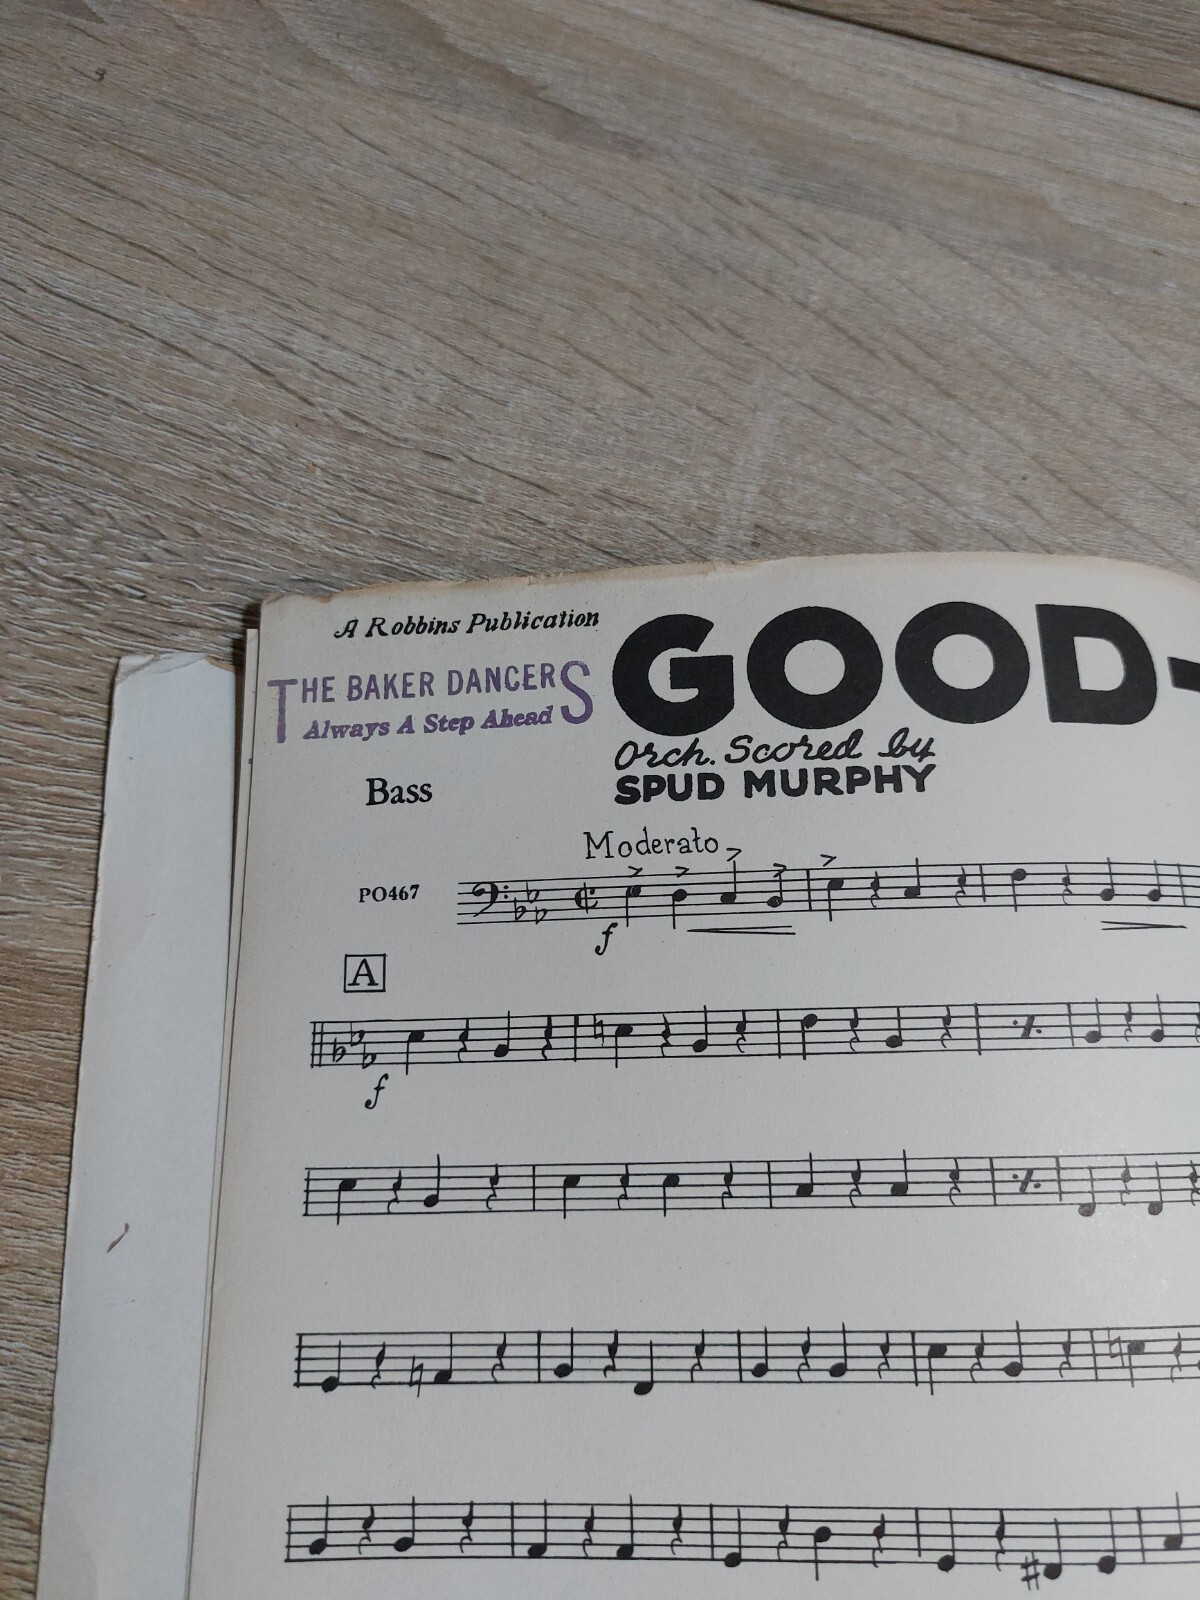 A Robbins Publication
GOOD-
THE BAKER DANCERS
Always A Step Ahead
Orch. Scored by
SPUD MURPHY
Bass
Moderato
PO467
f
A
f